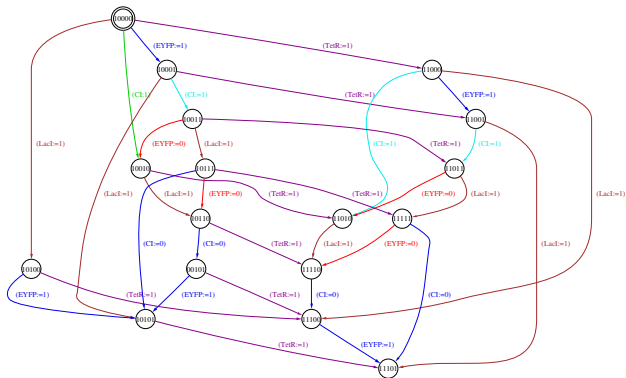 10000
(EYFP:=1)
(TetR:=1)
10001
11000
(CI:1)
(CI:=1)
(TetR:=1)
(EYFP:=1)
10011
11001
(LacI:=1)
(EYFP:=0)
(LacI:=1)
(TetR:=1)
(CI:=1)
(CI:=1)
10010
10111
11011
(LacI:=1)
(LacI:=1)
(EYFP:=0)
(TetR:=1)
(TetR:=1)
(EYFP:=0)
(LacI:=1)
(LacI:=1)
10110
11010
11111
(CI:=0)
(CI:=0)
(TetR:=1)
(LacI:=1)
(EYFP:=0)
(LacI:=1)
10100
00101
11110
(EYFP:=1)
(TetR:=1)
(EYFP:=1)
(TetR:=1)
(CI:=0)
(CI:=0)
10101
11100
(TetR:=1)
(EYFP:=1)
11101